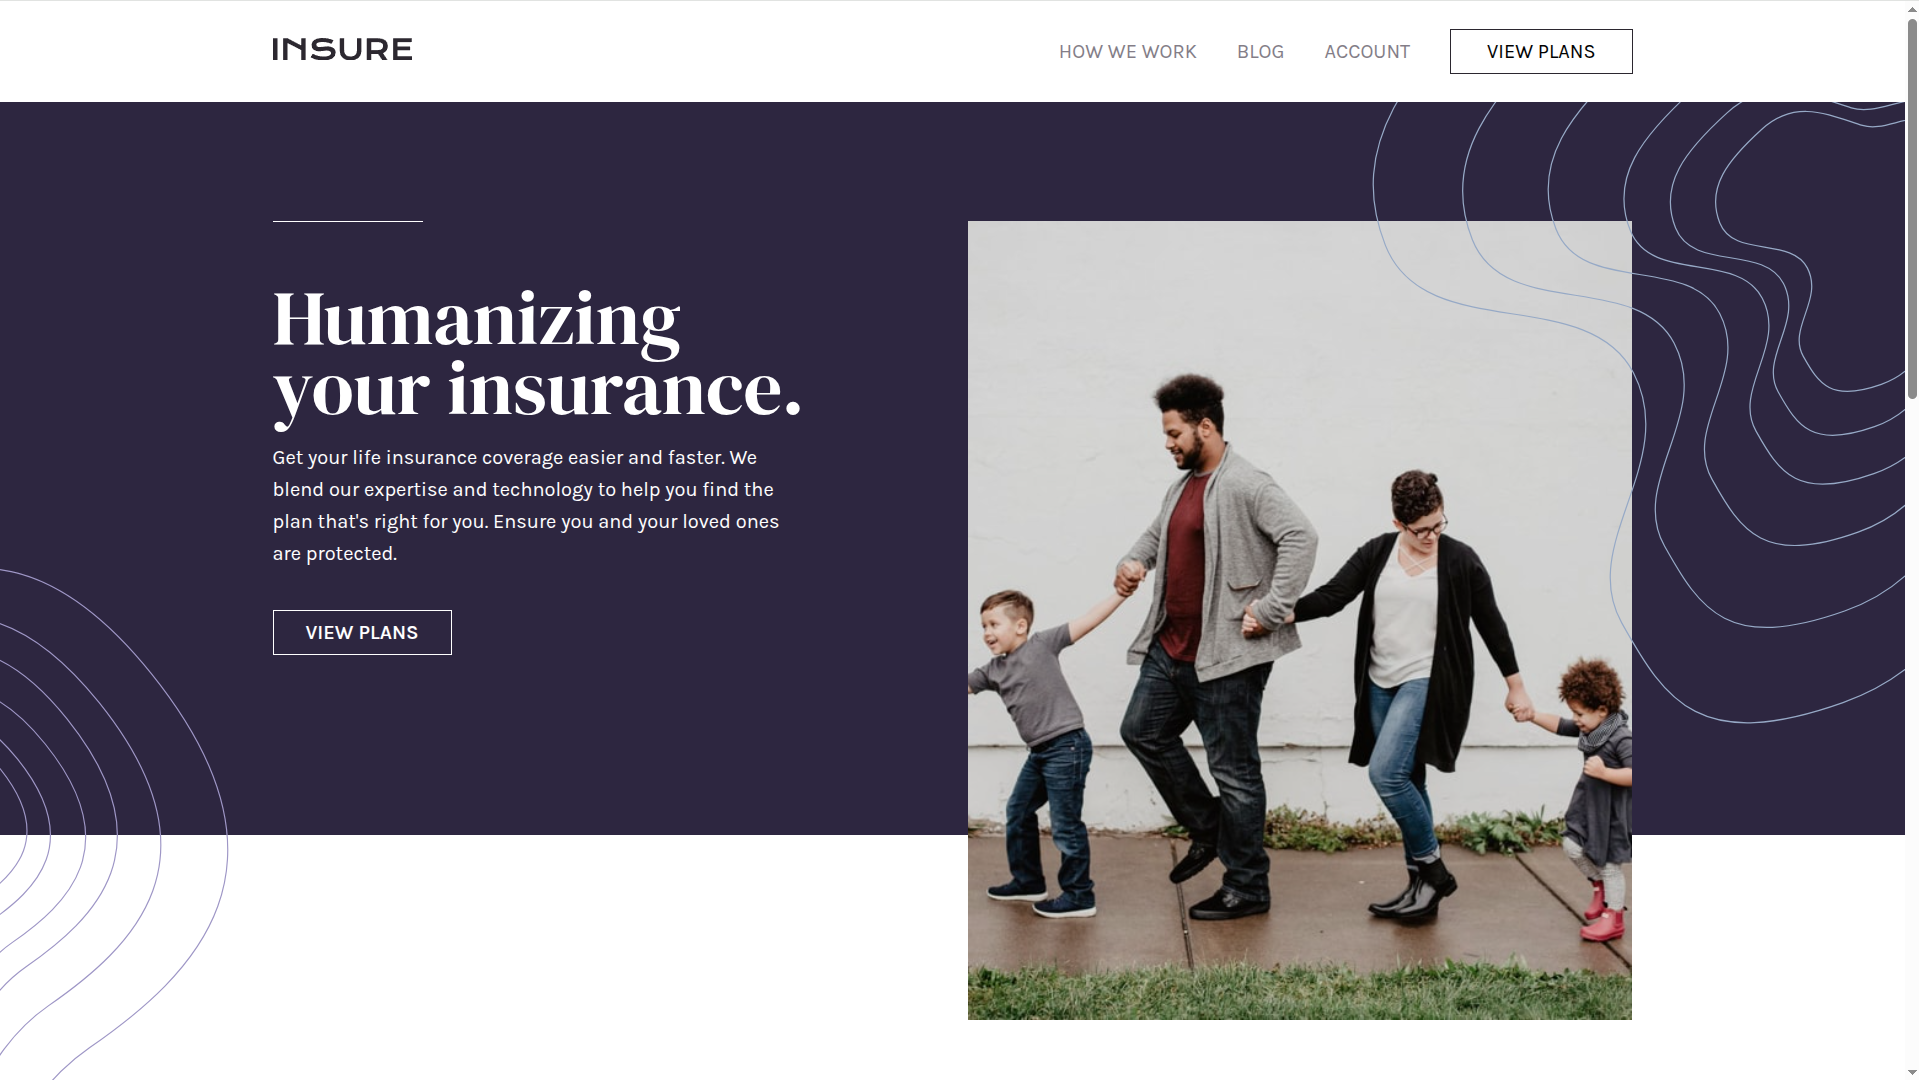 INSURE
HOW WE WORK
BLOG
ACCOUNT
VIEW PLANS
Humanizing
your insurance.
Get your life insurance coverage easier and faster. We
blend our expertise and technology to help you find the
plan that's right for you. Ensure you and your loved ones
are protected.
VIEW PLANS